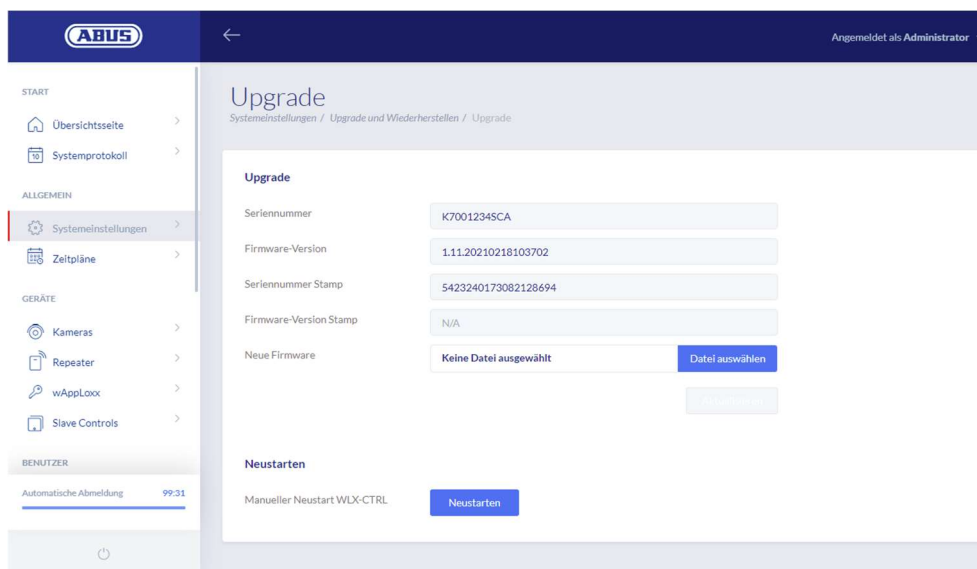 ABUS
Angemeldet als Administrator
START
Übersichtsseite
10 Systemprotokoll
ALLGEMEIN
Systemeinstellungen
Zeitpläne
GERÄTE
Kameras
Repeater
wAppLoxx
Slave Controls
BENUTZER
Automatische Abmeldung 99:31
Upgrade
Systemeinstellungen / Upgrade und Wiederherstellen / Upgrade
Upgrade
Seriennummer K7001234SCA
Firmware-Version 1.11.20210218103702
Seriennummer Stamp 5423240173082128694
Firmware-Version Stamp N/A
Neue Firmware Keine Datei ausgewählt Datei auswählen
Neustarten
Manueller Neustart WLX-CTRL Neustarten